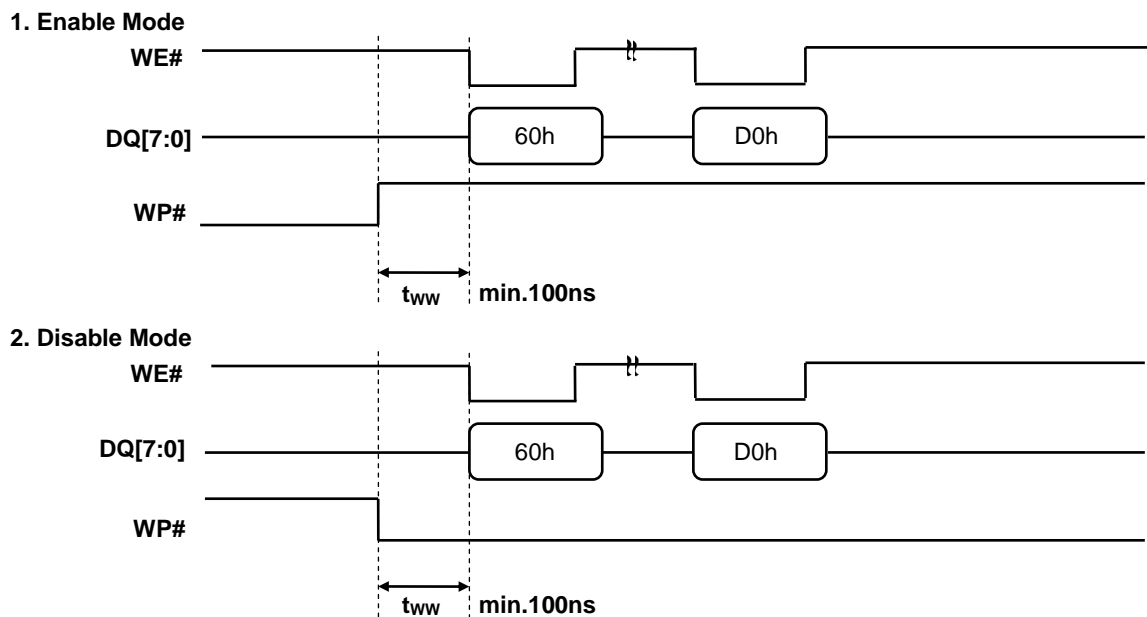 1. Enable Mode
WE#
DQ[7:0] 60h D0h
WP#
tWW min.100ns
2. Disable Mode
WE#
DQ[7:0] 60h D0h
WP#
tWW min.100ns